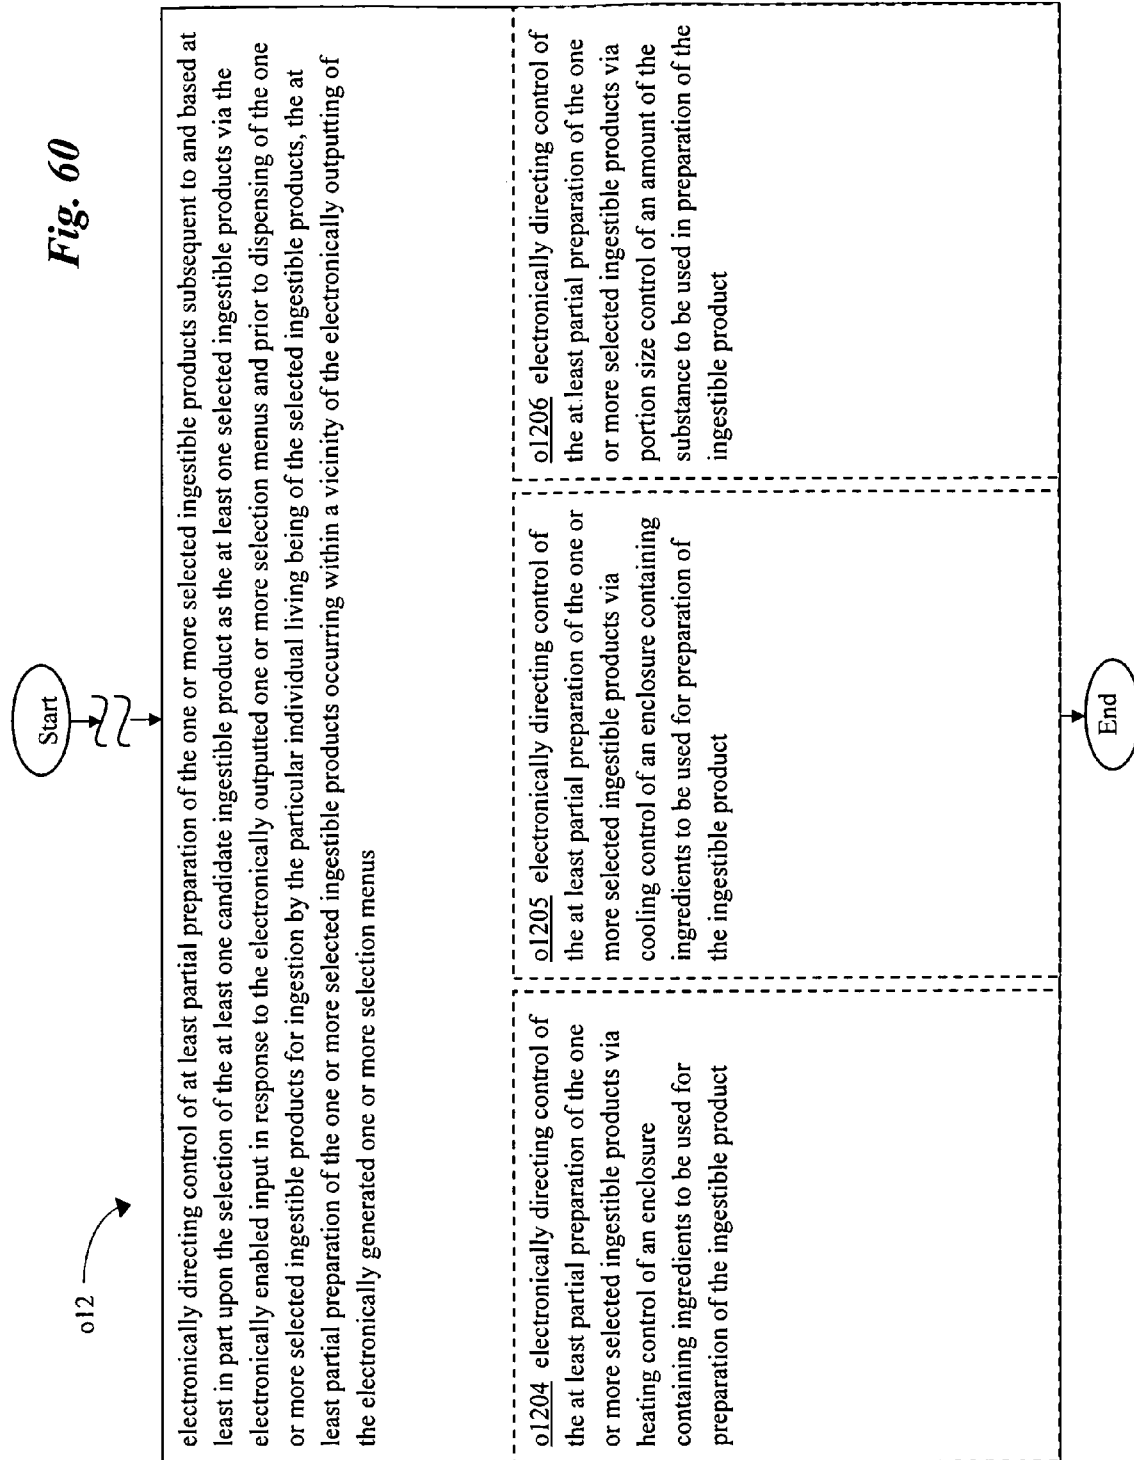 Fig. 60
o12
Start
electronically directing control of at least partial preparation of the one or more selected ingestible products subsequent to and based at
least in part upon the selection of the at least one candidate ingestible product as the at least one selected ingestible products via the
electronically enabled input in response to the electronically outputted one or more selection menus and prior to dispensing of the one
or more selected ingestible products for ingestion by the particular individual living being of the selected ingestible products, the at
least partial preparation of the one or more selected ingestible products occurring within a vicinity of the electronically outputting of
the electronically generated one or more selection menus
o1204 electronically directing control of
the at least partial preparation of the one
or more selected ingestible products via
heating control of an enclosure
containing ingredients to be used for
preparation of the ingestible product
o1205 electronically directing control of
the at least partial preparation of the one or
more selected ingestible products via
cooling control of an enclosure containing
ingredients to be used for preparation of
the ingestible product
o1206 electronically directing control of
the at least partial preparation of the one
or more selected ingestible products via
portion size control of an amount of the
substance to be used in preparation of the
ingestible product
End